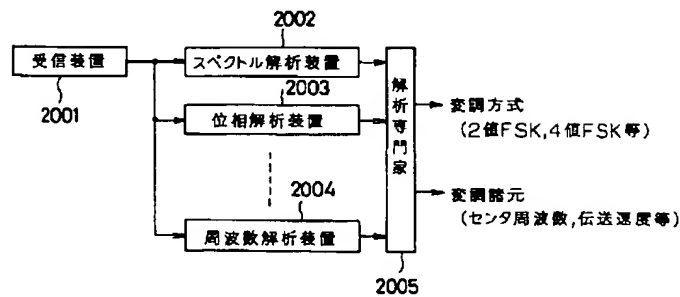 2002
受信装置
スペクトル解析装置
2001
2003
位相解析装置
解析専門家
変調方式
(2値FSK,4値FSK等)
2004
変調諸元
(センタ周波数,伝送速度等)
周波数解析装置
2005